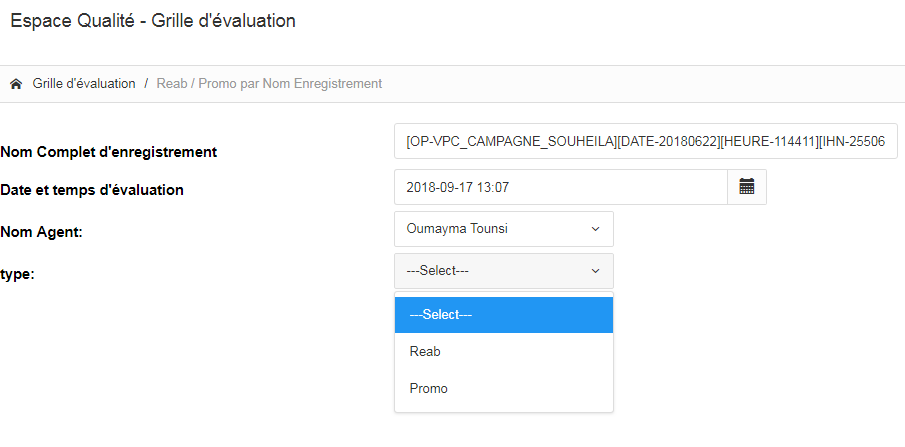 Espace Qualité - Grille d'évaluation
Grille d'évaluation / Reab / Promo par Nom Enregistrement
Nom Complet d'enregistrement [OP-VPC_CAMPAGNE_SOUHEILA][DATE-20180622][HEURE-114411][IHN-25506
Date et temps d'évaluation 2018-09-17 13:07
Nom Agent: Oumayma Tounsi
type: ---Select---
---Select---
Reab
Promo